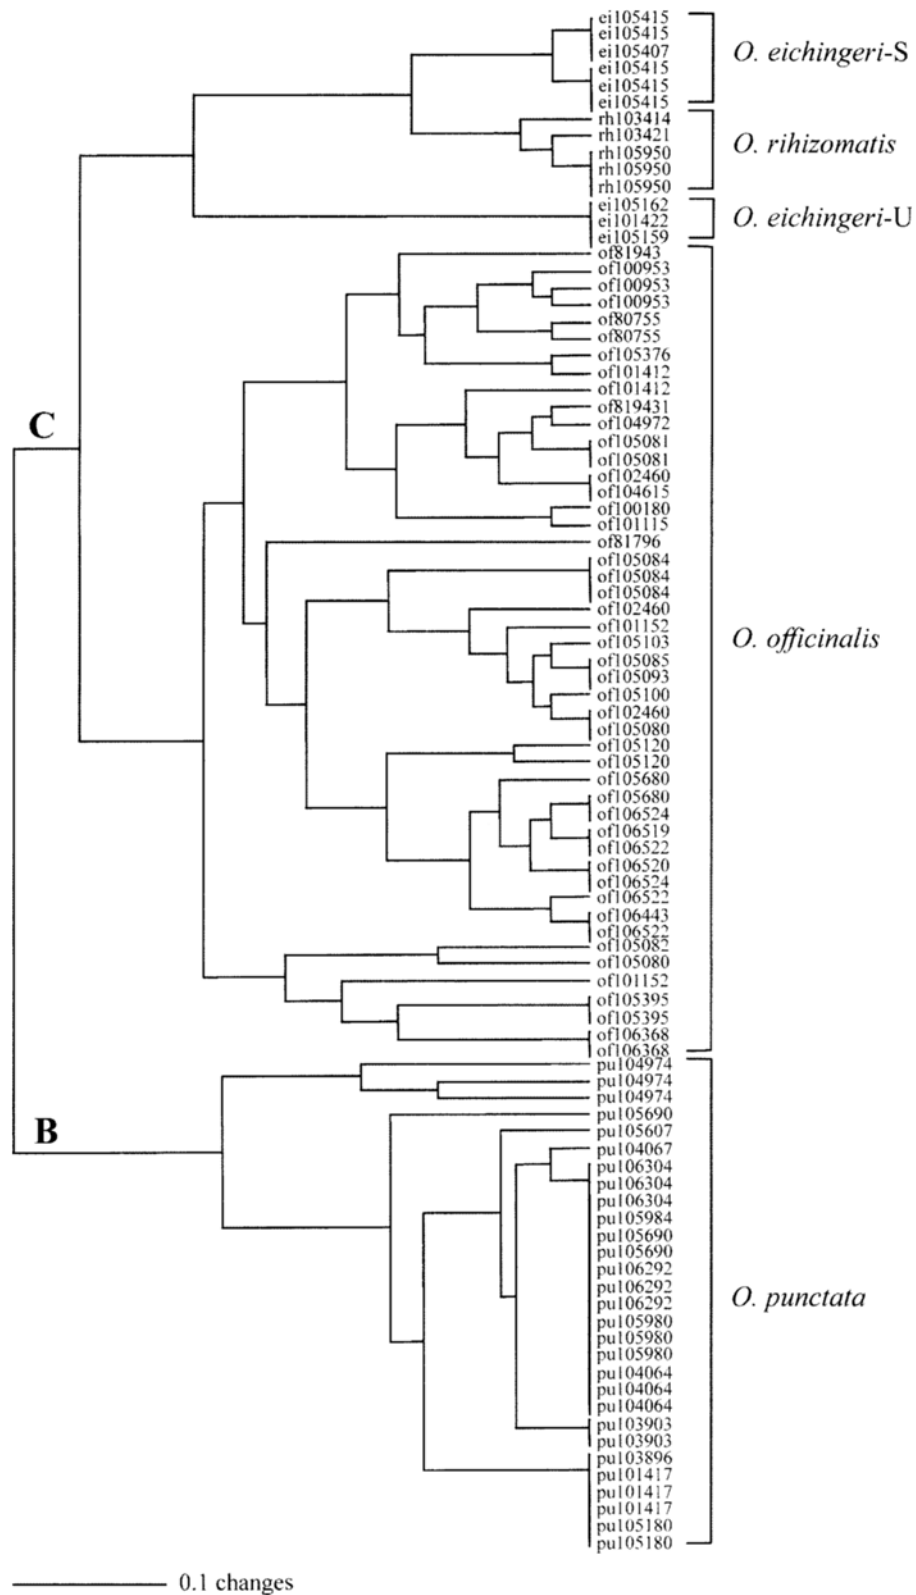 ei105415
ei105415
ei105407
ei105415
ei105415
ei105415
O. eichingeri-S
rh103414
rh103421
rh105950
rh105950
rh105950
O. rihizomatis
ei105162
ei101422
ei105159
O. eichingeri-U
of81943
of100953
of100953
of100953
of80755
of80755
of105376
of101412
of101412
of819431
of104972
C
of105081
of105081
of102460
of104615
of100180
of101115
of81796
of105084
of105084
of105084
of102460
of101152
of105103
O. officinalis
of105085
of105093
of105100
of102460
of105080
of105120
of105120
of105680
of105680
of106524
of106519
of106522
of106520
of106524
of106522
of106443
of106522
of105082
of105080
of101152
of105395
of105395
of106368
of106368
pu104974
pu104974
pu104974
pu105690
B
pu105607
pu104067
pu106304
pu106304
pu106304
pu105984
pu105690
pu105690
pu106292
pu106292
pu106292
O. punctata
pu105980
pu105980
pu105980
pu104064
pu104064
pu104064
pu103903
pu103903
pu103896
pu101417
pu101417
pu101417
pu105180
pu105180
0.1 changes